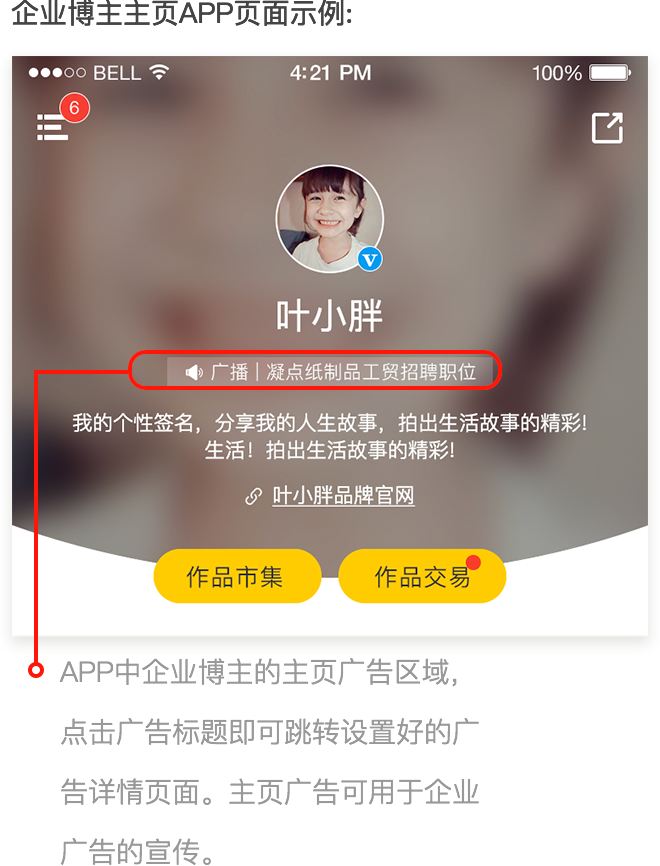 企业博主主页APP页面示例:
BELL 4:21 PM 100%
6
V
叶小胖
广播 | 凝点纸制品工贸招聘职位
我的个性签名，分享我的人生故事，拍出生活故事的精彩!
生活！拍出生活故事的精彩!
叶小胖品牌官网
作品市集 作品交易
APP中企业博主的主页广告区域，
点击广告标题即可跳转设置好的广
告详情页面。主页广告可用于企业
广告的宣传。